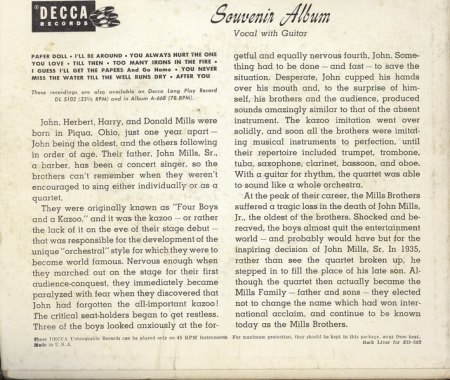 DECCA
RECORDS
Souvenir Album
Vocal with Guitar
PAPER DOLL • I'LL BE AROUND • YOU ALWAYS HURT THE ONE
YOU LOVE • TILL THEN • TOO MANY IRONS IN THE FIRE •
I GUESS I'LL GET THE PAPERS And Go Home • YOU NEVER
MISS THE WATER TILL THE WELL RUNS DRY • AFTER YOU
These recordings are also available on Decca Long Play Record
DL 5102 (33⅓ RPM) and in Album A-668 (78 RPM).
John, Herbert, Harry, and Donald Mills were
born in Piqua, Ohio, just one year apart —
John being the oldest, and the others following
in order of age. Their father, John Mills, Sr.,
a barber, has been a concert singer, so the
brothers can't remember when they weren't
encouraged to sing either individually or as a
quartet.
They were originally known as "Four Boys
and a Kazoo," and it was the kazoo — or rather
the lack of it on the eve of their stage debut —
that was responsible for the development of the
unique "orchestral" style for which they were to
become world famous. Nervous enough when
they marched out on the stage for their first
audience-conquest, they immediately became
paralyzed with fear when they discovered that
John had forgotten the all-important kazoo!
The critical seat-holders began to get restless.
Three of the boys looked anxiously at the for-
getful and equally nervous fourth, John. Some-
thing had to be done — and fast — to save the
situation. Desperate, John cupped his hands
over his mouth and, to the surprise of him-
self, his brothers and the audience, produced
sounds amazingly similar to that of the absent
instrument. The kazoo imitation went over
solidly, and soon all the brothers were imitat-
ing musical instruments to perfection, until
their repertoire included trumpet, trombone,
tuba, saxophone, clarinet, bassoon, and oboe.
With a guitar for rhythm, the quartet was able
to sound like a whole orchestra.
At the peak of their career, the Mills Brothers
suffered a tragic loss in the death of John Mills,
Jr., the oldest of the brothers. Shocked and be-
reaved, the boys almost quit the entertainment
world — and probably would have but for the
inspiring decision of John Mills, Sr. In 1935,
rather than see the quartet broken up, he
stepped in to fill the place of his late son. Al-
though the quartet then actually became the
Mills Family — father and sons — they elected
not to change the name which had won inter-
national acclaim, and continue to be known
today as the Mills Brothers.
These DECCA Unbreakable Records can be played only on 45 RPM Instruments. For maximum protection, they should be kept in this package, away from heat.
Made in U.S.A.
Back Liner for ED-502